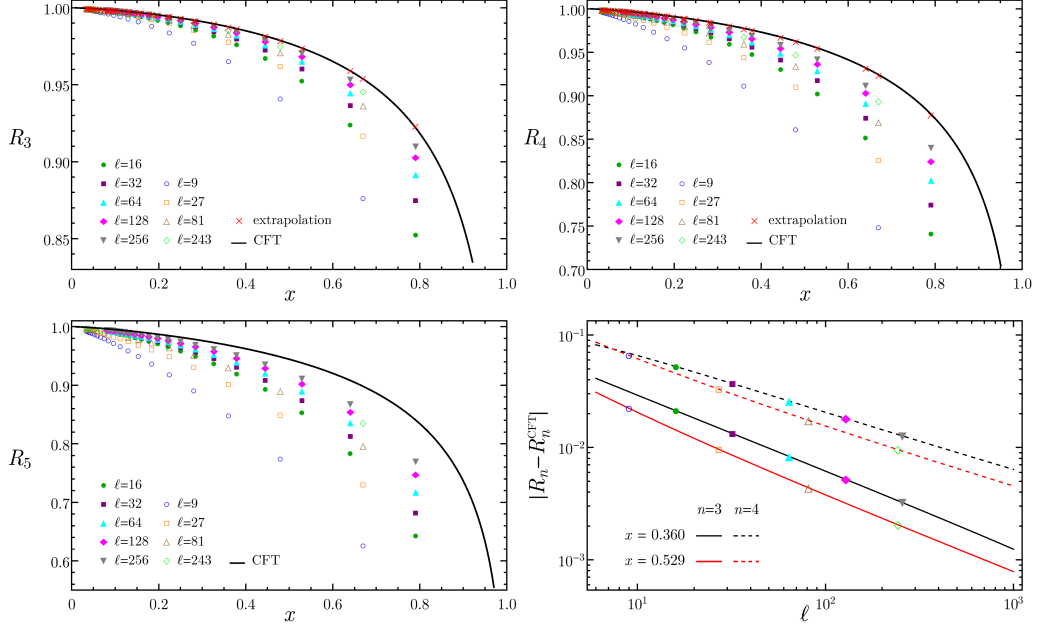 1.00
0.95
0.90
0.85
R3
ℓ=16
ℓ=32 ℓ=9
ℓ=64 ℓ=27
ℓ=128 ℓ=81 extrapolation
ℓ=256 ℓ=243 CFT
0 0.2 0.4 0.6 0.8 1.0
x
1.00
0.95
0.90
0.85
0.80
0.75
0.70
R4
ℓ=16
ℓ=32 ℓ=9
ℓ=64 ℓ=27
ℓ=128 ℓ=81 extrapolation
ℓ=256 ℓ=243 CFT
0.0 0.2 0.4 0.6 0.8 1.0
x
1.0
0.9
0.8
0.7
0.6
R5
ℓ=16
ℓ=32 ℓ=9
ℓ=64 ℓ=27
ℓ=128 ℓ=81
ℓ=256 ℓ=243 CFT
0.0 0.2 0.4 0.6 0.8 1.0
x
10⁻¹
10⁻²
10⁻³
|Rₙ−Rₙ^CFT|
n=3 n=4
x = 0.360
x = 0.529
10¹ 10² 10³
ℓ